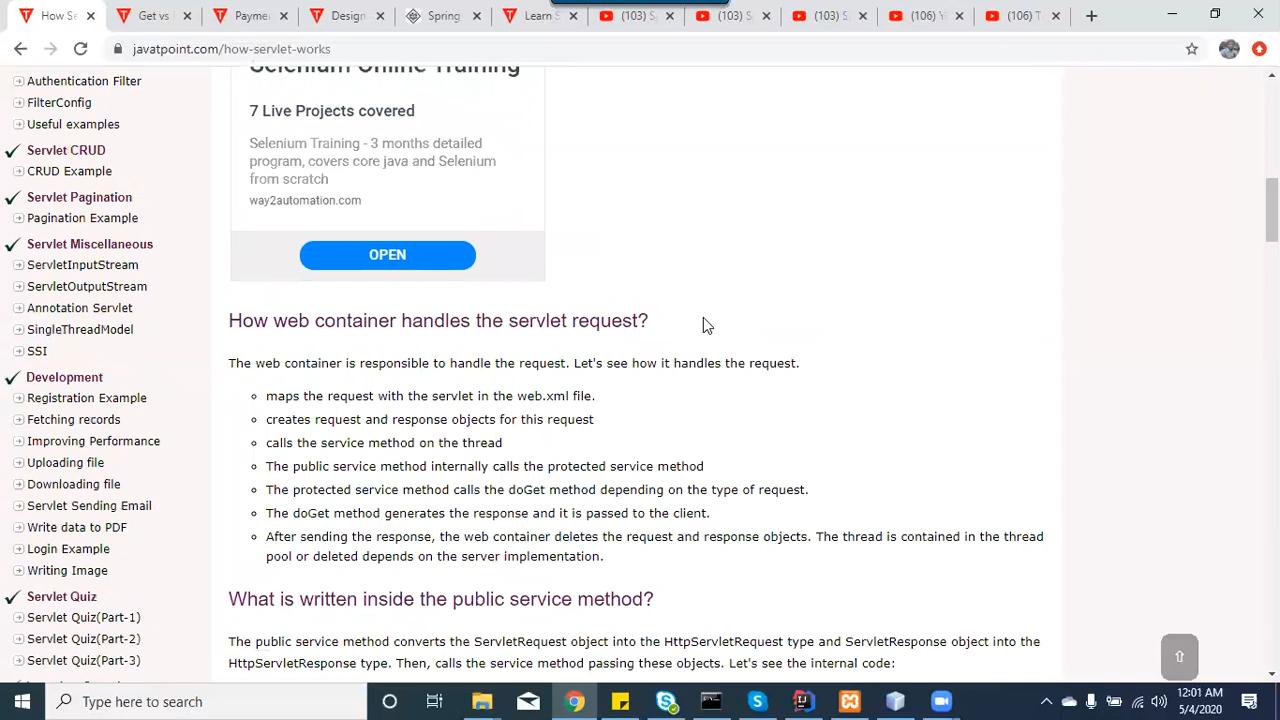 How Se
Get vs
Payme
Design
Spring
Learn S
(103) S
(103) S
(103) S
(106) V
(106)
javatpoint.com/how-servlet-works
Authentication Filter
FilterConfig
Useful examples
Servlet CRUD
CRUD Example
Servlet Pagination
Pagination Example
Servlet Miscellaneous
ServletInputStream
ServletOutputStream
Annotation Servlet
SingleThreadModel
SSI
Development
Registration Example
Fetching records
Improving Performance
Uploading file
Downloading file
Servlet Sending Email
Write data to PDF
Login Example
Writing Image
Servlet Quiz
Servlet Quiz(Part-1)
Servlet Quiz(Part-2)
Servlet Quiz(Part-3)
Selenium Online Training
7 Live Projects covered
Selenium Training - 3 months detailed
program, covers core java and Selenium
from scratch
way2automation.com
OPEN
How web container handles the servlet request?
The web container is responsible to handle the request. Let's see how it handles the request.
maps the request with the servlet in the web.xml file.
creates request and response objects for this request
calls the service method on the thread
The public service method internally calls the protected service method
The protected service method calls the doGet method depending on the type of request.
The doGet method generates the response and it is passed to the client.
After sending the response, the web container deletes the request and response objects. The thread is contained in the thread
pool or deleted depends on the server implementation.
What is written inside the public service method?
The public service method converts the ServletRequest object into the HttpServletRequest type and ServletResponse object into the
HttpServletResponse type. Then, calls the service method passing these objects. Let's see the internal code:
Type here to search
12:01 AM
5/4/2020